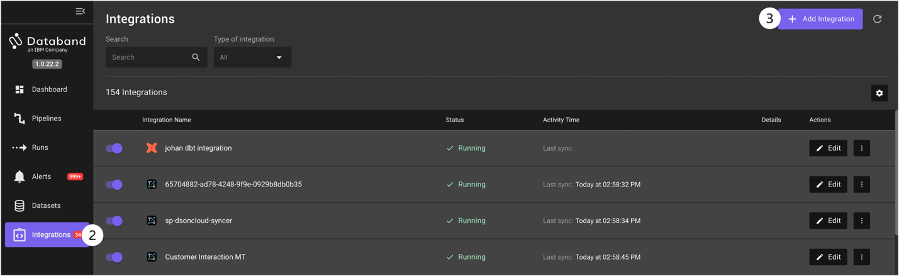 Databand
an IBM Company
1.0.22.2
Dashboard
Pipelines
Runs
Alerts 999+
Datasets
Integrations 34 2
Integrations
3 + Add Integration
Search Type of integration
Search All
154 Integrations
Integration Name Status Activity Time Details Actions
johan dbt integration Running Last sync: Edit
65704882-ad78-4248-9f9e-0929b8db0b35 Running Last sync: Today at 02:58:32 PM Edit
sp-dsoncloud-syncer Running Last sync: Today at 02:58:34 PM Edit
Customer Interaction MT Running Last sync: Today at 02:58:45 PM Edit